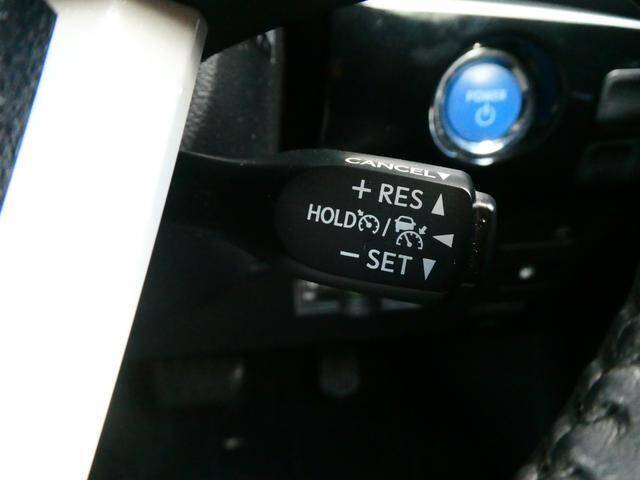 POWER
CANCEL
+ RES
HOLD /
− SET